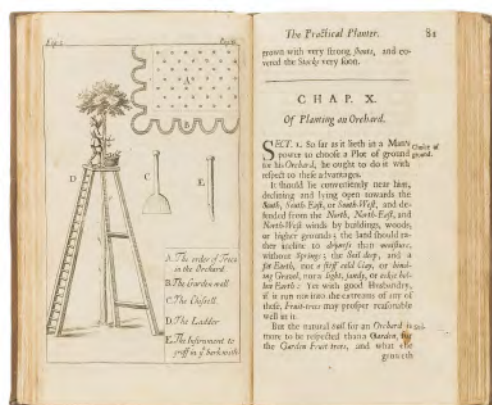 A
B
D
C
E
A. The order of Trees
in the Orchard
B. The Garden wall
C. The Chessell
D. The Ladder
E. The Instrument to
graff in yͤ bark with
The Practical Planter. 81
grown with very strong shoots, and co-
vered the Stocks very soon.
CHAP. X.
Of Planting an Orchard.
SECT. 1. So far as it lieth in a Mans
power to choose a Plot of ground
for his Orchard, he ought to do it with
respect to these advantages.
Choice of
ground.
It should lie conveniently near him,
declining and lying open towards the
South, South-East, or South-West, and de-
fended from the North, North-East, and
North-West winds by buildings, woods,
or higher grounds; the land should ra-
ther incline to dryness than moisture,
without Springs; the Soil deep, and a
fat Earth, not a stiff cold Clay, or bind-
ing Gravel, nor a light, sandy, or eskie hol-
low Earth: Yet with good Husbandry,
if it run not into the extreams of any of
these, Fruit-trees may prosper reasonable
well in it.
But the natural soil for an Orchard is
more to be respected than a Garden, for
the Garden Fruit trees, and what else
groweth